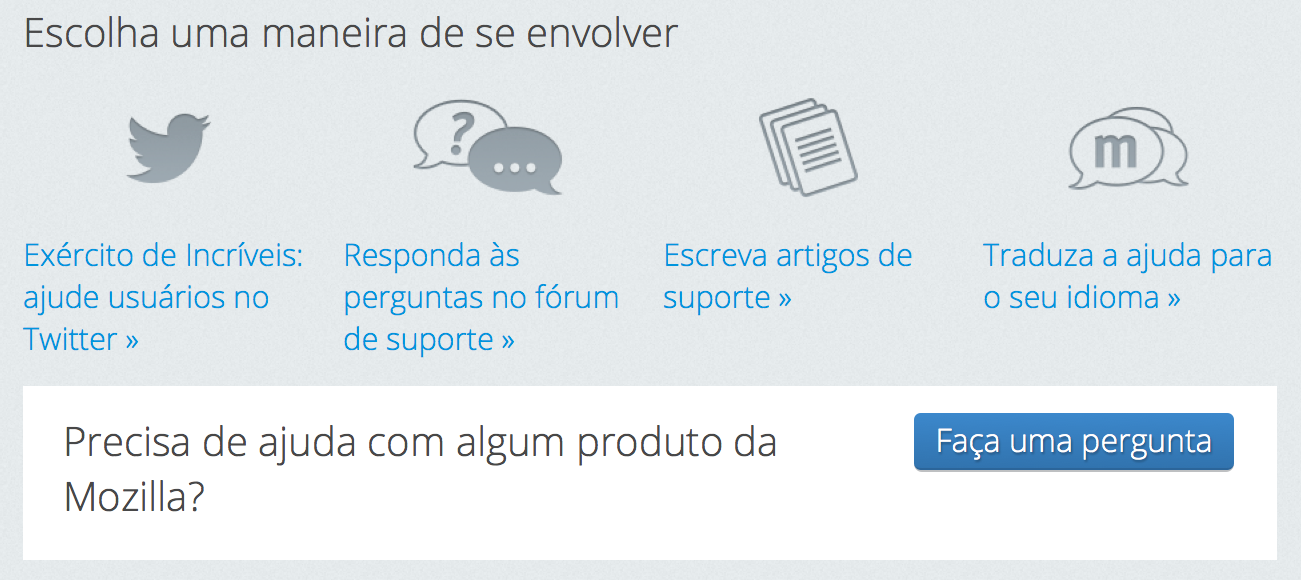 Escolha uma maneira de se envolver
?
...
m
Exército de Incríveis:
ajude usuários no
Twitter »
Responda às
perguntas no fórum
de suporte »
Escreva artigos de
suporte »
Traduza a ajuda para
o seu idioma »
Precisa de ajuda com algum produto da
Mozilla?
Faça uma pergunta